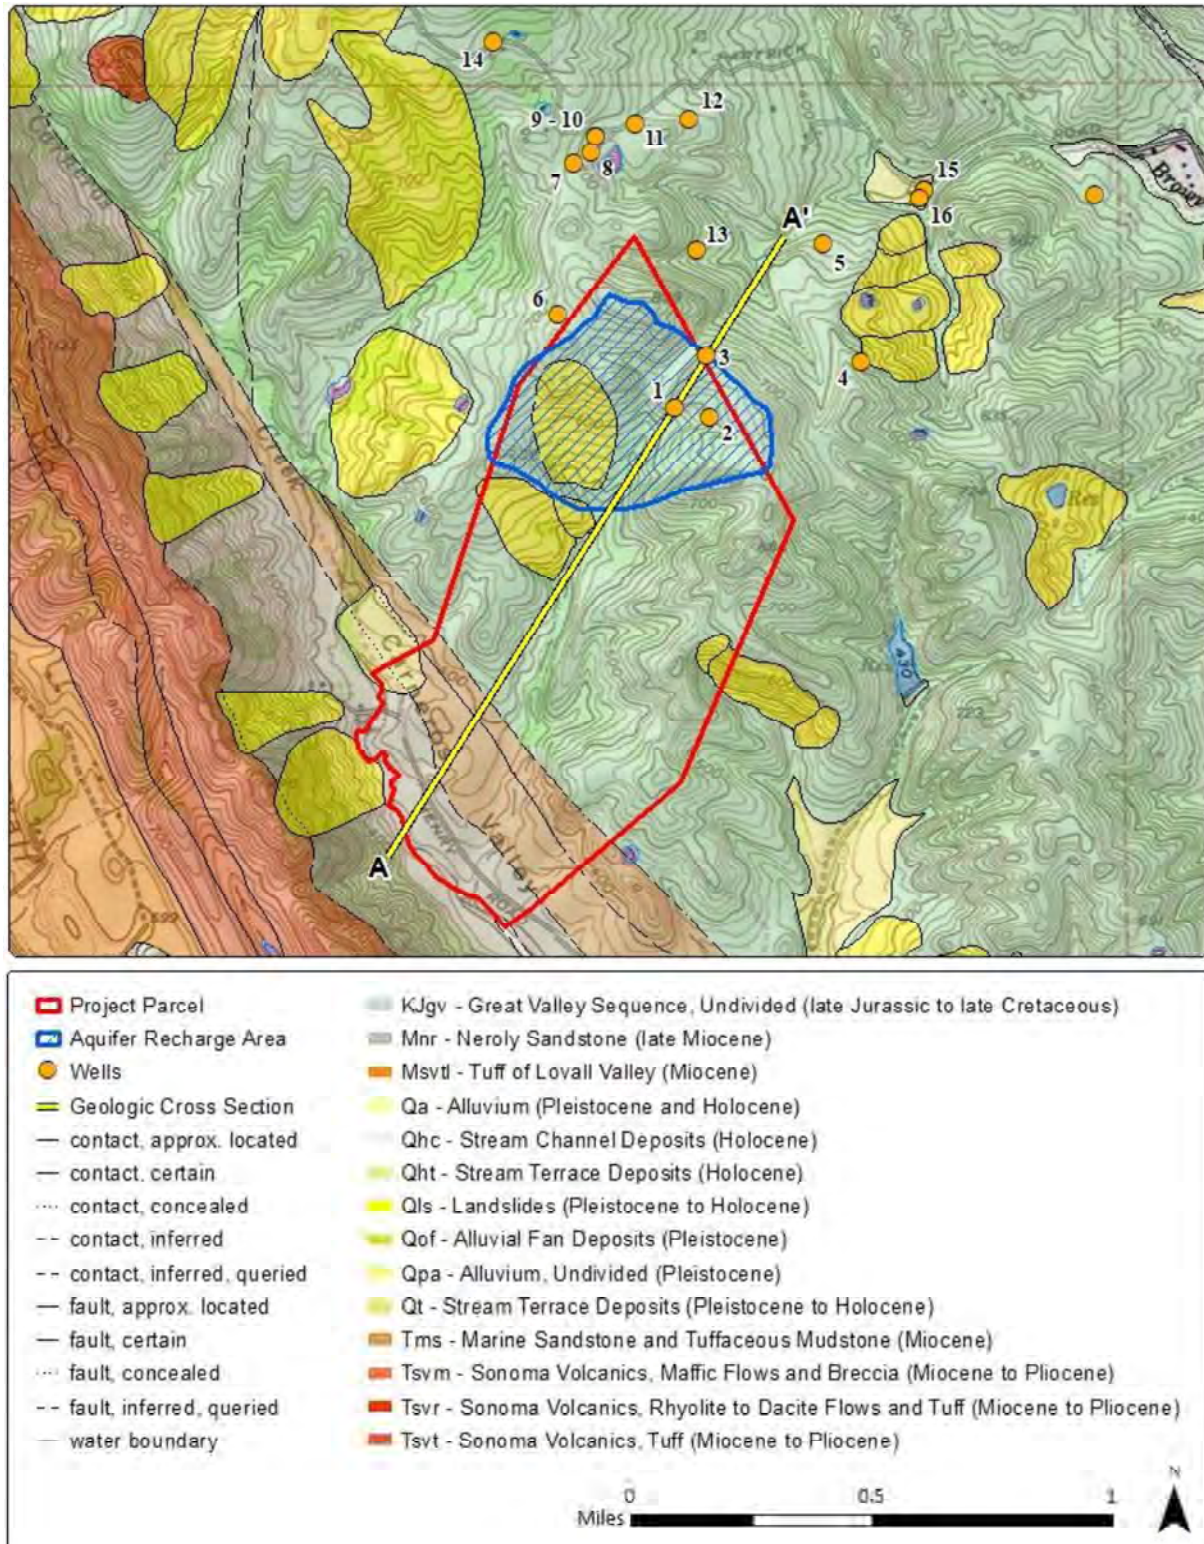 14
12
9 - 10
11
7
8
15
16
A'
13
5
6
3
4
1
2
Res
430
Creek
Carneros
Valley
A
Project Parcel
Aquifer Recharge Area
Wells
Geologic Cross Section
contact, approx. located
contact, certain
contact, concealed
contact, inferred
contact, inferred, queried
fault, approx. located
fault, certain
fault, concealed
fault, inferred, queried
water boundary
KJgv - Great Valley Sequence, Undivided (late Jurassic to late Cretaceous)
Mnr - Neroly Sandstone (late Miocene)
Msvtl - Tuff of Lovall Valley (Miocene)
Qa - Alluvium (Pleistocene and Holocene)
Qhc - Stream Channel Deposits (Holocene)
Qht - Stream Terrace Deposits (Holocene)
Qls - Landslides (Pleistocene to Holocene)
Qof - Alluvial Fan Deposits (Pleistocene)
Qpa - Alluvium, Undivided (Pleistocene)
Qt - Stream Terrace Deposits (Pleistocene to Holocene)
Tms - Marine Sandstone and Tuffaceous Mudstone (Miocene)
Tsvm - Sonoma Volcanics, Maffic Flows and Breccia (Miocene to Pliocene)
Tsvr - Sonoma Volcanics, Rhyolite to Dacite Flows and Tuff (Miocene to Pliocene)
Tsvt - Sonoma Volcanics, Tuff (Miocene to Pliocene)
0 0.5 1
Miles
N